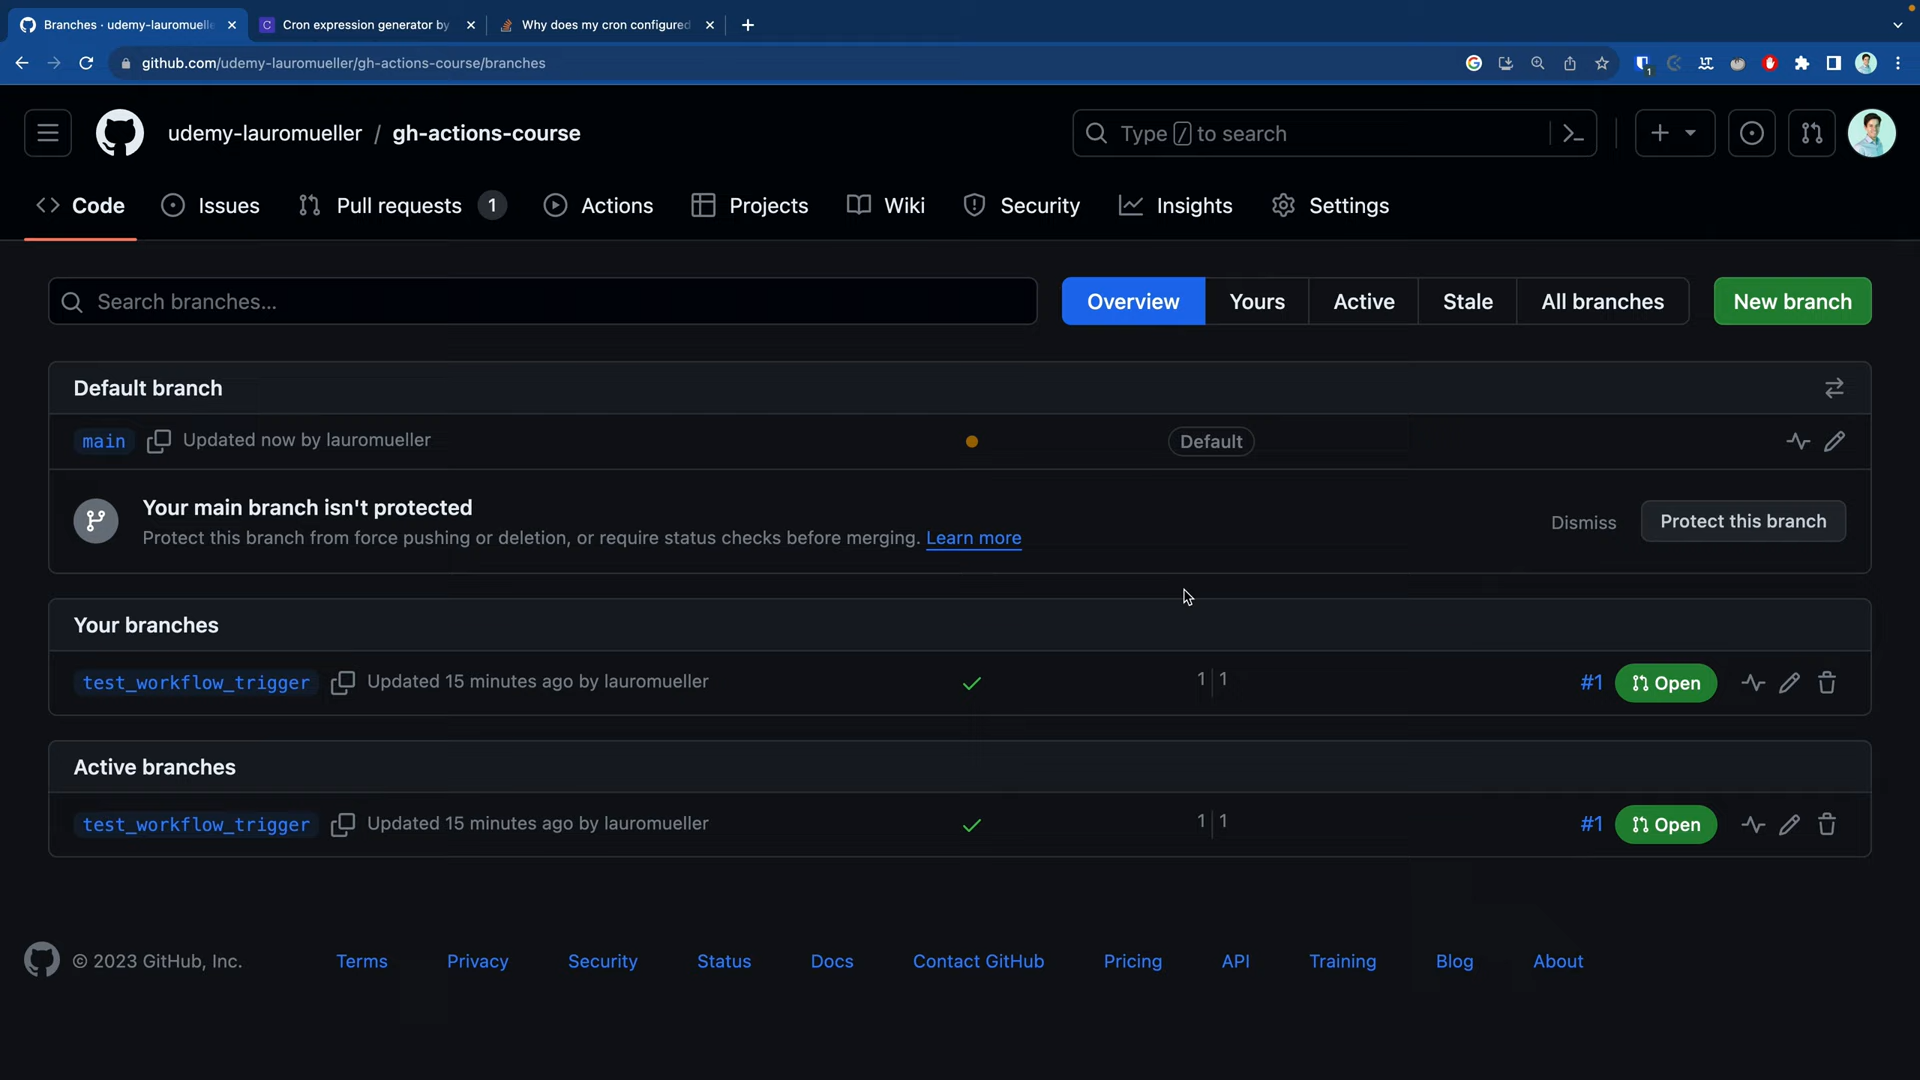 Branches · udemy-lauromuelle
Cron expression generator by
Why does my cron configured
github.com/udemy-lauromueller/gh-actions-course/branches
1
udemy-lauromueller / gh-actions-course
Type / to search
Code
Issues
Pull requests 1
Actions
Projects
Wiki
Security
Insights
Settings
Search branches...
Overview
Yours
Active
Stale
All branches
New branch
Default branch
main Updated now by lauromueller Default
Your main branch isn't protected
Protect this branch from force pushing or deletion, or require status checks before merging. Learn more
Dismiss
Protect this branch
Your branches
test_workflow_trigger Updated 15 minutes ago by lauromueller 1 | 1 #1 Open
Active branches
test_workflow_trigger Updated 15 minutes ago by lauromueller 1 | 1 #1 Open
© 2023 GitHub, Inc.
Terms
Privacy
Security
Status
Docs
Contact GitHub
Pricing
API
Training
Blog
About